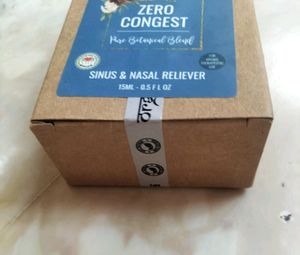 ZERO
CONGEST
Pure Botanical Blend
SINUS & NASAL RELIEVER
15ML - 0.5 FL OZ